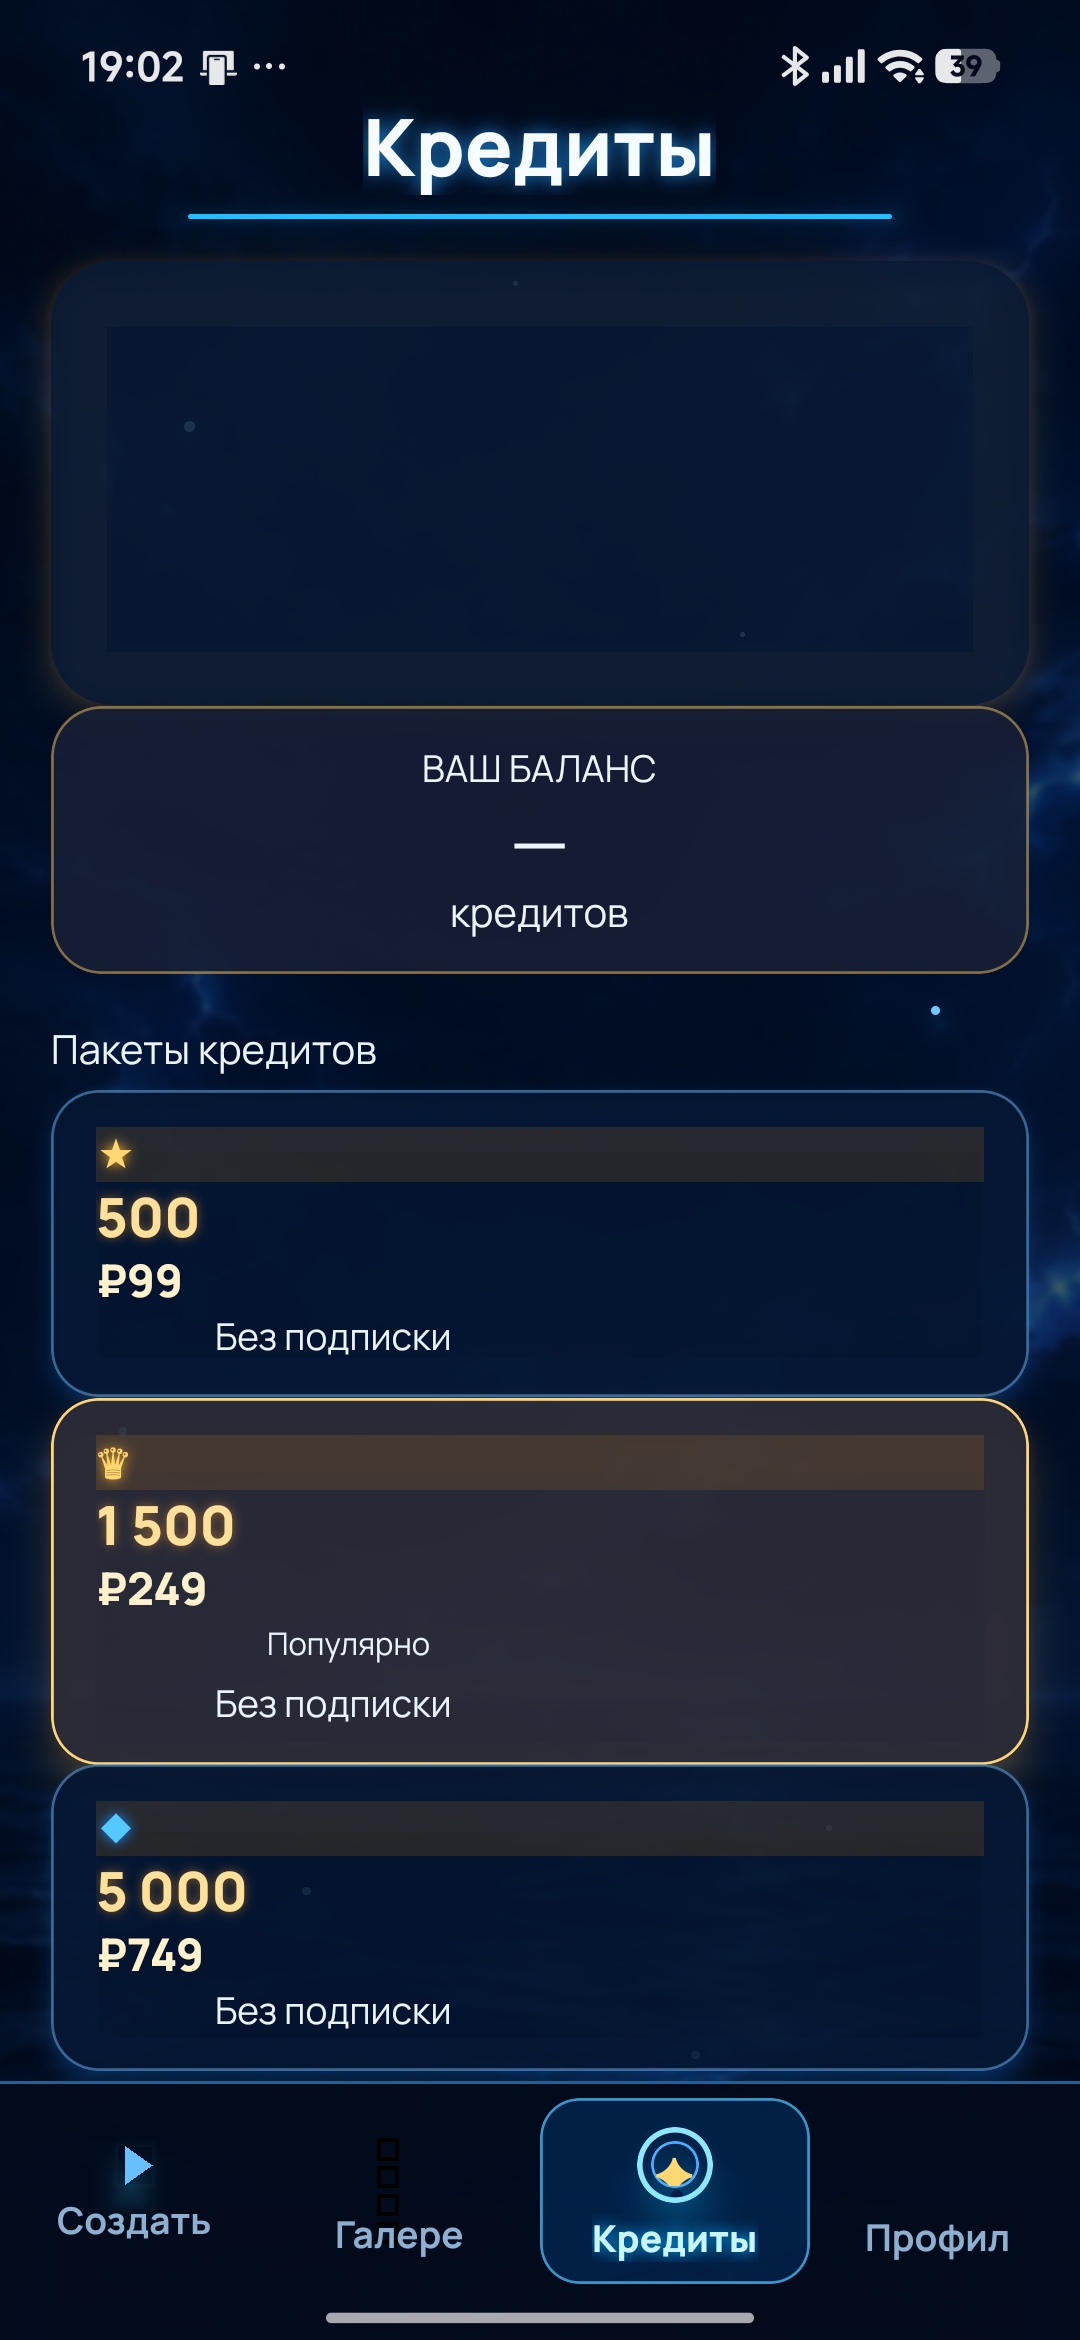 19:02
39
Кредиты
ВАШ БАЛАНС
—
кредитов
Пакеты кредитов
500
₽99
Без подписки
1 500
₽249
Популярно
Без подписки
5 000
₽749
Без подписки
Создать
Галере
Кредиты
Профил